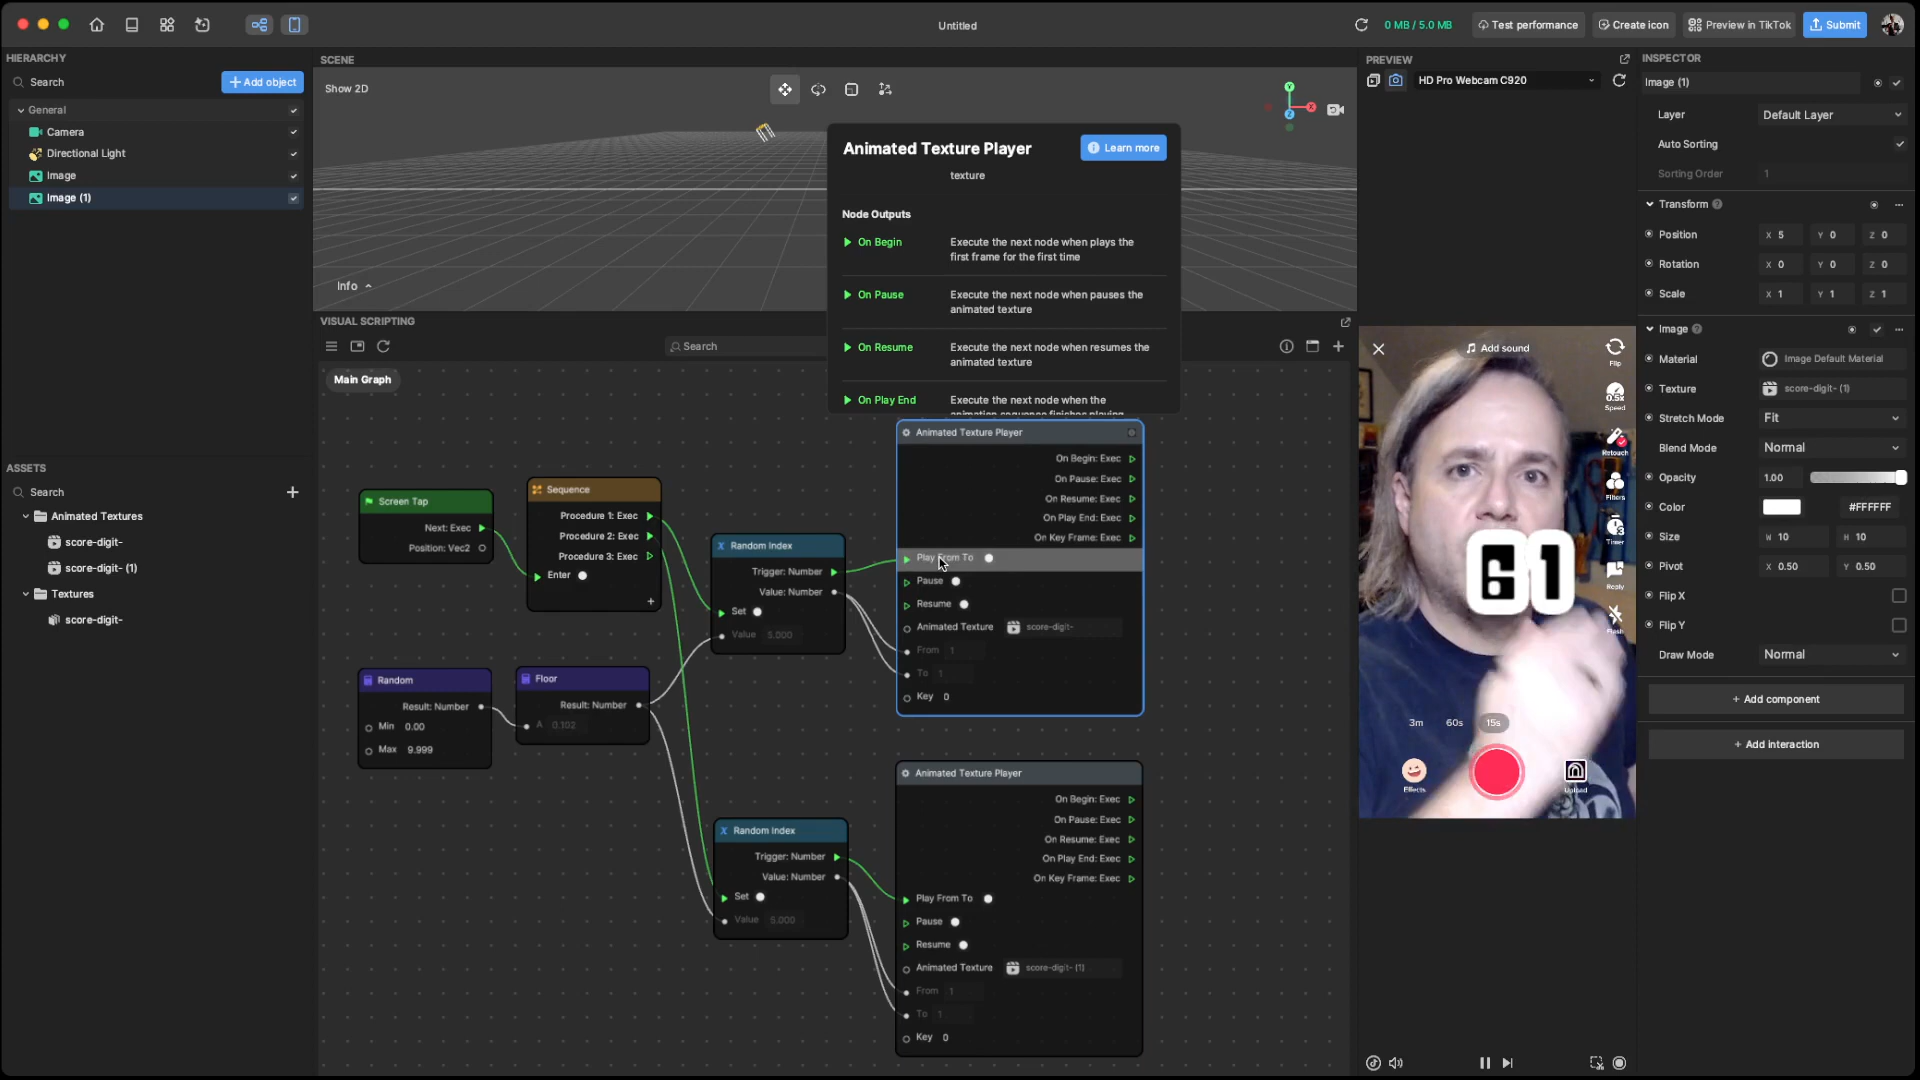 Untitled
0 MB / 5.0 MB
Test performance
Create icon
Preview in TikTok
Submit
HIERARCHY
Search
Add object
General
Camera
Directional Light
Image
Image (1)
ASSETS
Search
Animated Textures
score-digit-
score-digit- (1)
Textures
score-digit-
SCENE
Show 2D
Info
Y
X
Z
Animated Texture Player
Learn more
texture
Node Outputs
On Begin
Execute the next node when plays the
first frame for the first time
On Pause
Execute the next node when pauses the
animated texture
On Resume
Execute the next node when resumes the
animated texture
On Play End
Execute the next node when the
animation sequence finishes playing
VISUAL SCRIPTING
Search
Main Graph
Screen Tap
Next: Exec
Position: Vec2
Sequence
Procedure 1: Exec
Procedure 2: Exec
Procedure 3: Exec
Enter
Random Index
Trigger: Number
Value: Number
Set
Value 5.000
Animated Texture Player
On Begin: Exec
On Pause: Exec
On Resume: Exec
On Play End: Exec
On Key Frame: Exec
Play From To
Pause
Resume
Animated Texture score-digit-
From 1
To 1
Key 0
Random
Result: Number
Min 0.00
Max 9.999
Floor
Result: Number
A 0.102
Random Index
Trigger: Number
Value: Number
Set
Value 5.000
Animated Texture Player
On Begin: Exec
On Pause: Exec
On Resume: Exec
On Play End: Exec
On Key Frame: Exec
Play From To
Pause
Resume
Animated Texture score-digit- (1)
From 1
To 1
Key 0
PREVIEW
HD Pro Webcam C920
Add sound
Flip
0.5x
Speed
Retouch
Filters
3
Timer
Reply
Flash
61
3m 60s 15s
Effects
Upload
INSPECTOR
Image (1)
Layer Default Layer
Auto Sorting
Sorting Order 1
Transform
Position X 5 Y 0 Z 0
Rotation X 0 Y 0 Z 0
Scale X 1 Y 1 Z 1
Image
Material Image Default Material
Texture score-digit- (1)
Stretch Mode Fit
Blend Mode Normal
Opacity 1.00
Color #FFFFFF
Size W 10 H 10
Pivot X 0.50 Y 0.50
Flip X
Flip Y
Draw Mode Normal
+ Add component
+ Add interaction